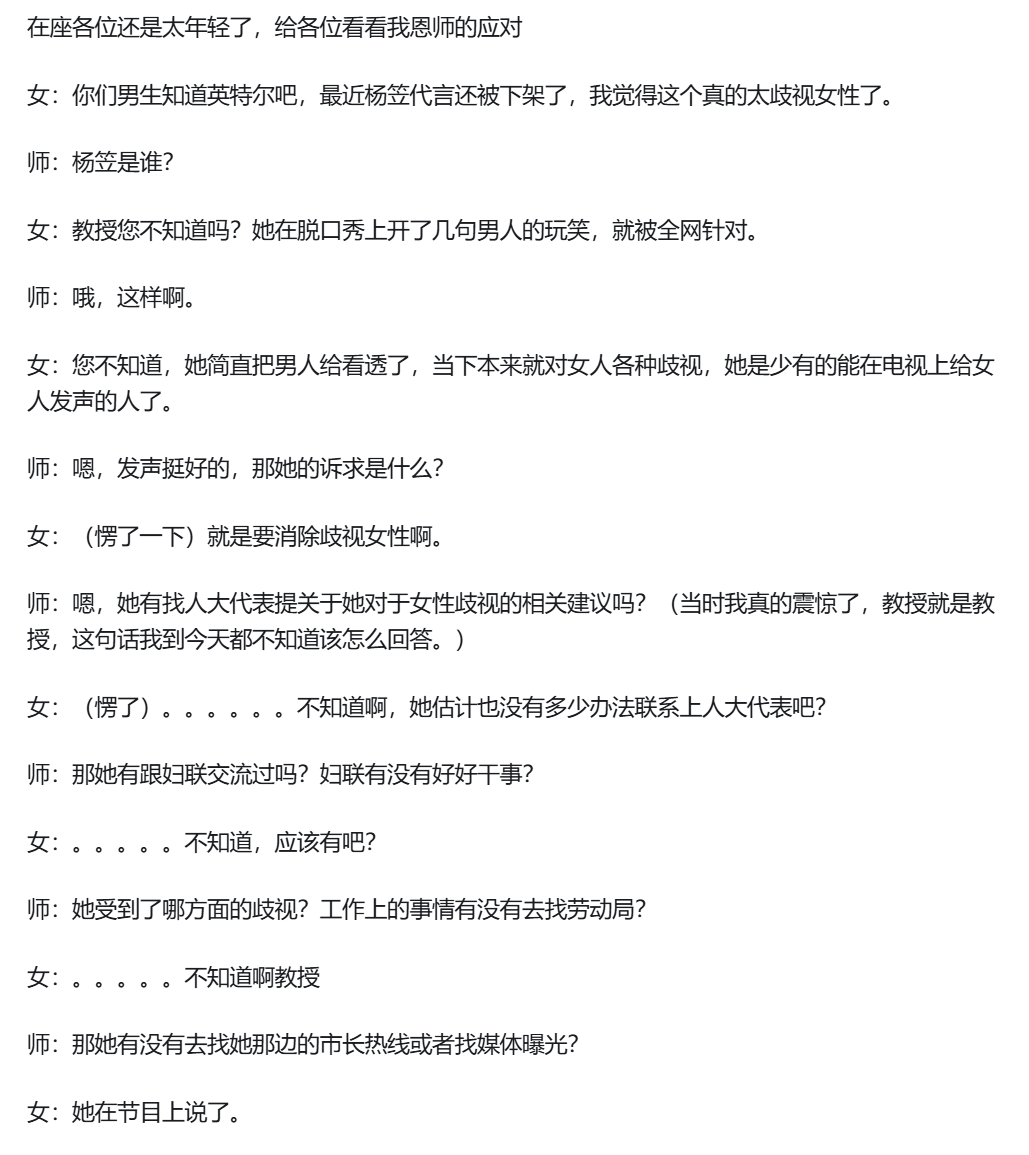 在座各位还是太年轻了，给各位看看我恩师的应对
女：你们男生知道英特尔吧，最近杨笠代言还被下架了，我觉得这个真的太歧视女性了。
师：杨笠是谁？
女：教授您不知道吗？她在脱口秀上开了几句男人的玩笑，就被全网针对。
师：哦，这样啊。
女：您不知道，她简直把男人给看透了，当下本来就对女人各种歧视，她是少有的能在电视上给女
人发声的人了。
师：嗯，发声挺好的，那她的诉求是什么？
女：（愣了一下）就是要消除歧视女性啊。
师：嗯，她有找人大代表提关于她对于女性歧视的相关建议吗？（当时我真的震惊了，教授就是教
授，这句话我到今天都不知道该怎么回答。）
女：（愣了）。。。。。。不知道啊，她估计也没有多少办法联系上人大代表吧？
师：那她有跟妇联交流过吗？妇联有没有好好干事？
女：。。。。。不知道，应该有吧？
师：她受到了哪方面的歧视？工作上的事情有没有去找劳动局？
女：。。。。。不知道啊教授
师：那她有没有去找她那边的市长热线或者找媒体曝光？
女：她在节目上说了。